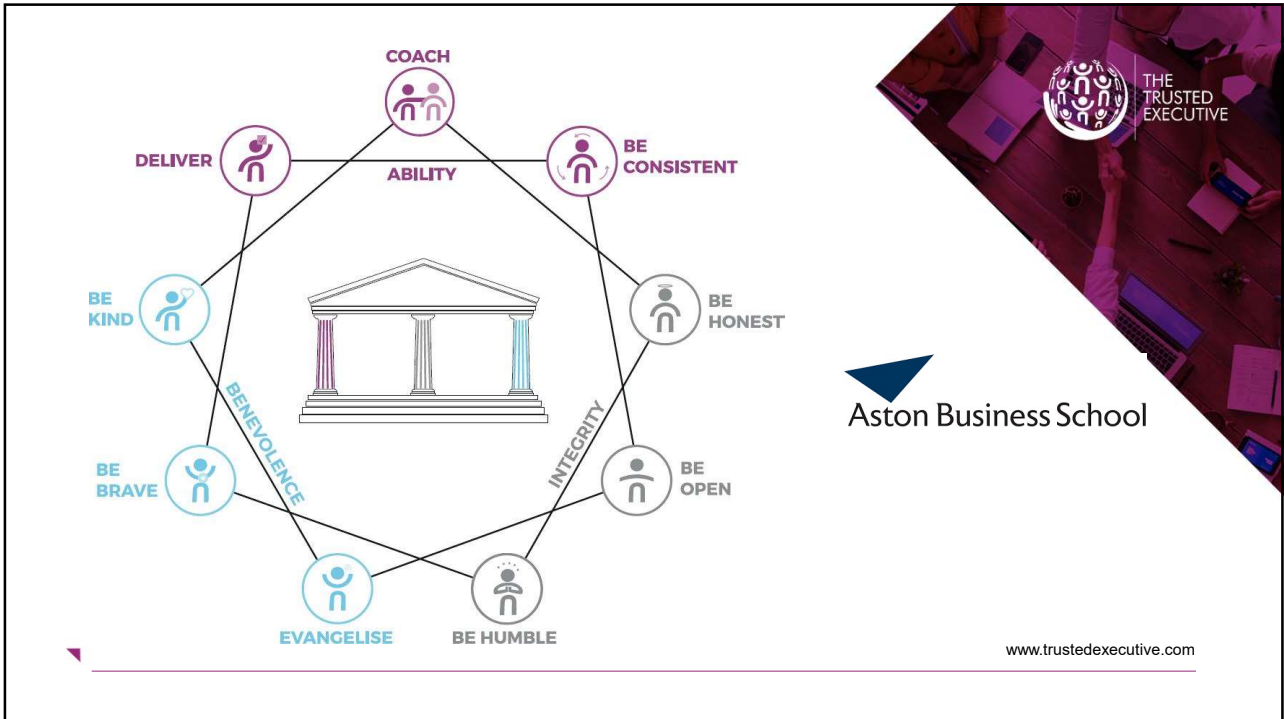 COACH
DELIVER
ABILITY
BE
CONSISTENT
BE
KIND
BE
HONEST
BENEVOLENCE
INTEGRITY
BE
BRAVE
BE
OPEN
EVANGELISE
BE HUMBLE
THE
TRUSTED
EXECUTIVE
Aston Business School
www.trustedexecutive.com